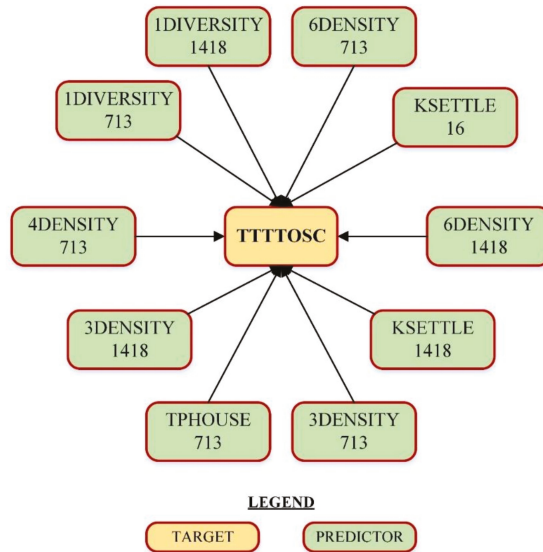 1DIVERSITY
1418
6DENSITY
713
1DIVERSITY
713
KSETTLE
16
4DENSITY
713
TTTTOSC
6DENSITY
1418
3DENSITY
1418
KSETTLE
1418
TPHOUSE
713
3DENSITY
713
LEGEND
TARGET
PREDICTOR